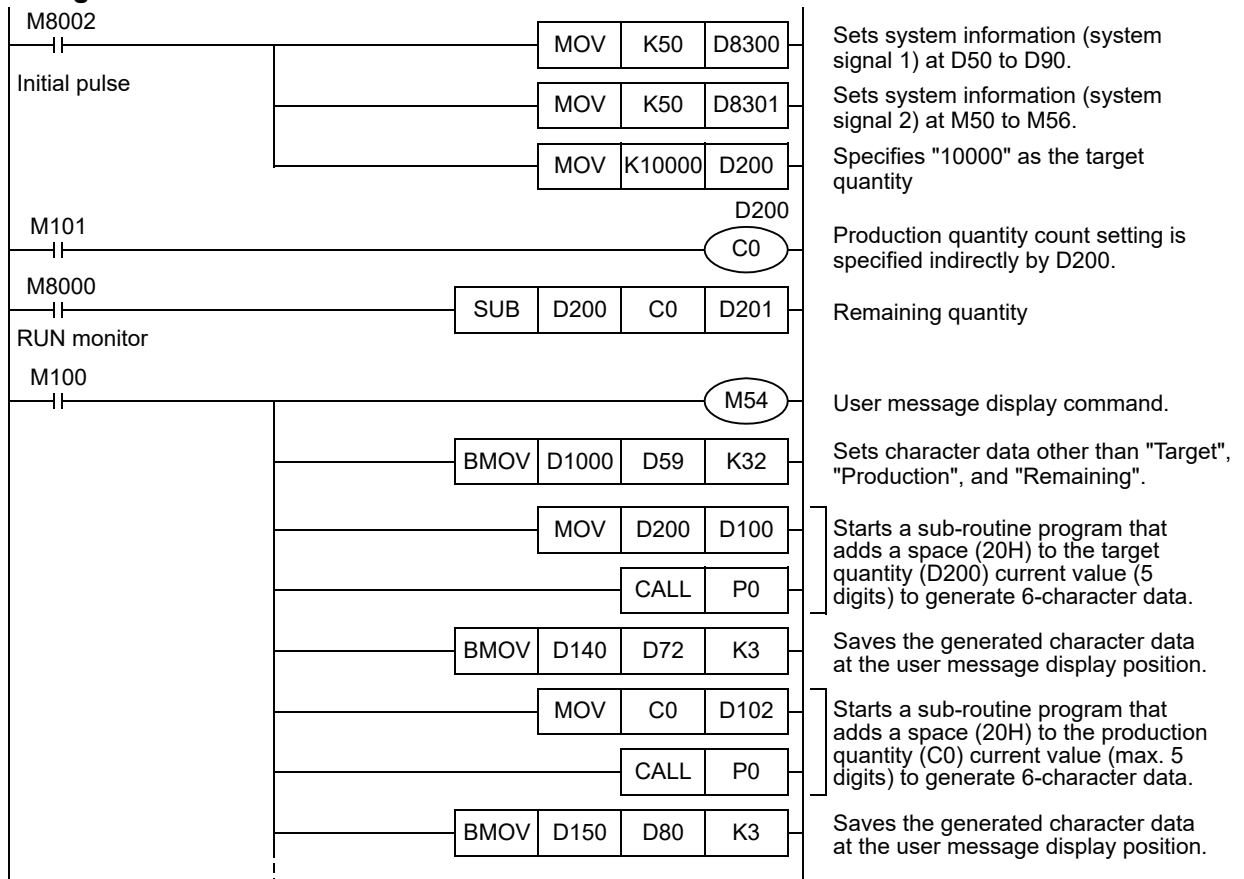 M8002
MOV K50 D8300
Sets system information (system
signal 1) at D50 to D90.
Initial pulse
MOV K50 D8301
Sets system information (system
signal 2) at M50 to M56.
MOV K10000 D200
Specifies "10000" as the target
quantity
M101
D200
C0
Production quantity count setting is
specified indirectly by D200.
M8000
SUB D200 C0 D201
Remaining quantity
RUN monitor
M100
M54
User message display command.
BMOV D1000 D59 K32
Sets character data other than "Target",
"Production", and "Remaining".
MOV D200 D100
CALL P0
Starts a sub-routine program that
adds a space (20H) to the target
quantity (D200) current value (5
digits) to generate 6-character data.
BMOV D140 D72 K3
Saves the generated character data
at the user message display position.
MOV C0 D102
CALL P0
Starts a sub-routine program that
adds a space (20H) to the production
quantity (C0) current value (max. 5
digits) to generate 6-character data.
BMOV D150 D80 K3
Saves the generated character data
at the user message display position.